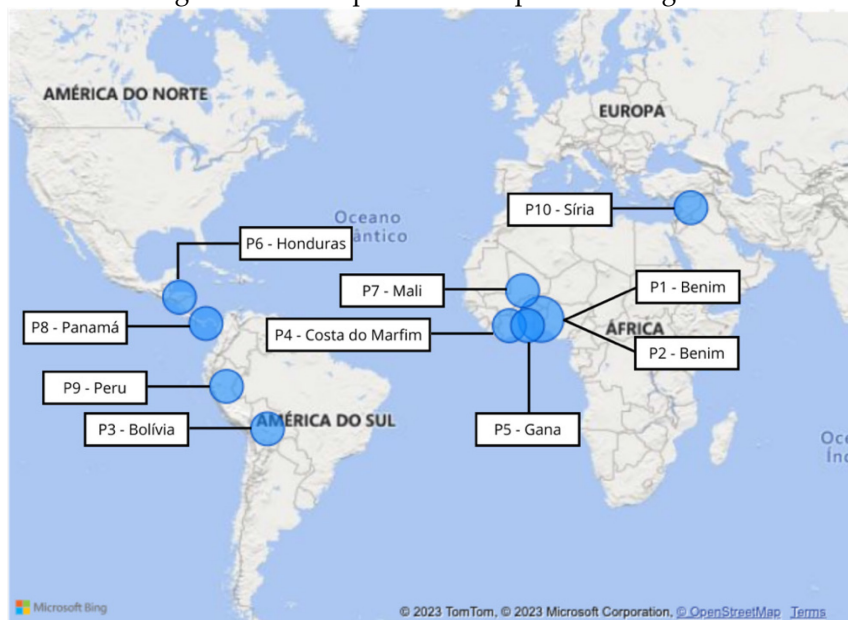 AMÉRICA DO NORTE
EUROPA
P10 - Síria
Oceano
ântico
P6 - Honduras
P7 - Mali
P1 - Benim
P8 - Panamá
P4 - Costa do Marfim
ÁFRICA
P2 - Benim
P9 - Peru
AMÉRICA DO SUL
P3 - Bolívia
P5 - Gana
Oce
Índ
Microsoft Bing
© 2023 TomTom, © 2023 Microsoft Corporation, © OpenStreetMap Terms